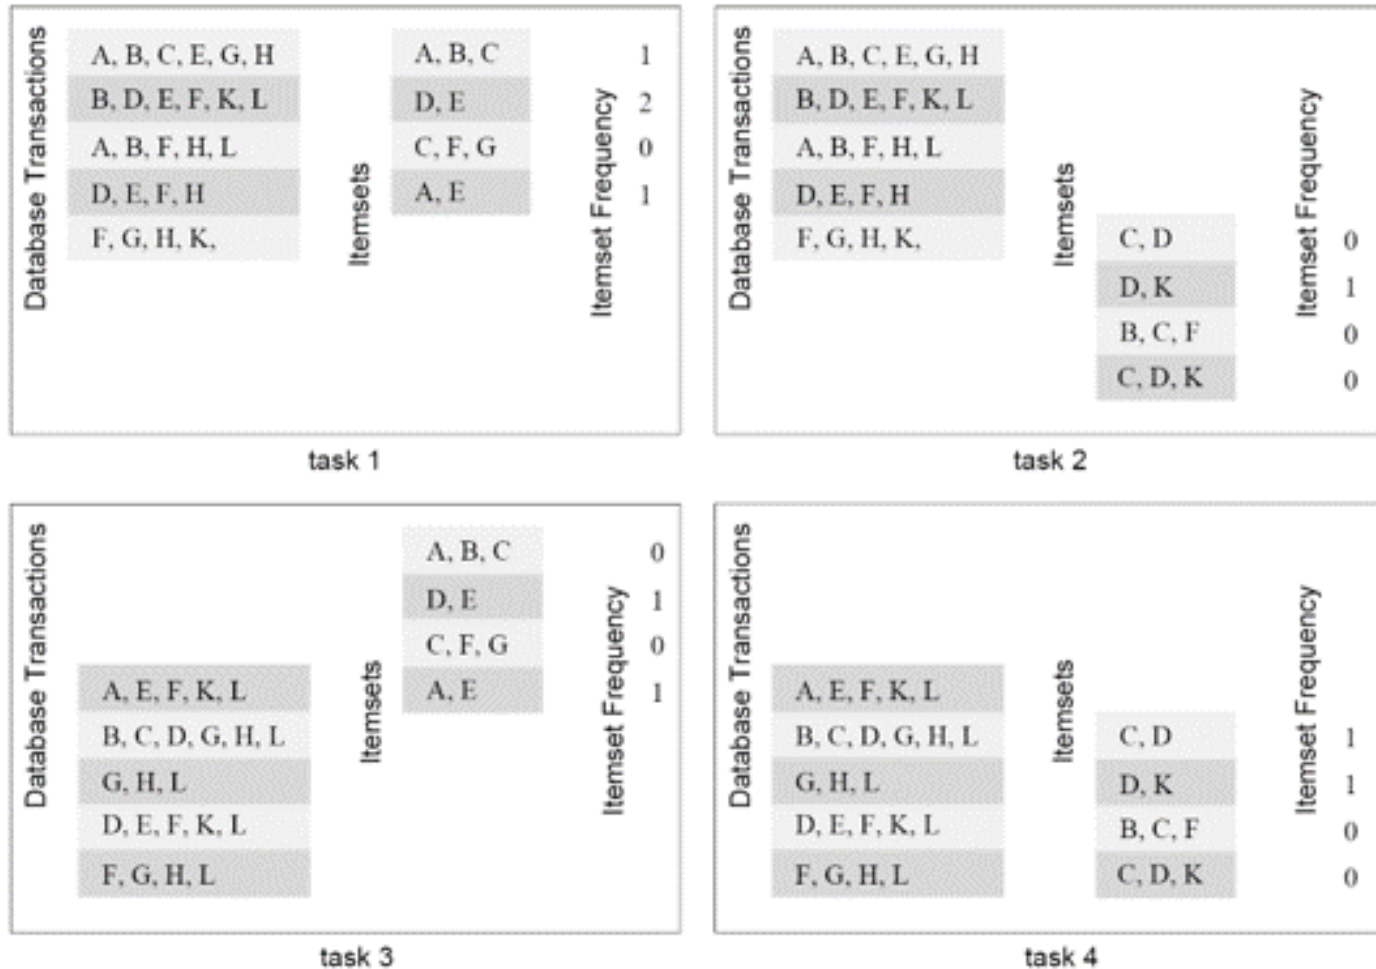 Database Transactions
A, B, C, E, G, H
B, D, E, F, K, L
A, B, F, H, L
D, E, F, H
F, G, H, K,
Itemsets
A, B, C
D, E
C, F, G
A, E
Itemset Frequency
1
2
0
1
task 1
Database Transactions
A, B, C, E, G, H
B, D, E, F, K, L
A, B, F, H, L
D, E, F, H
F, G, H, K,
Itemsets
C, D
D, K
B, C, F
C, D, K
Itemset Frequency
0
1
0
0
task 2
Database Transactions
A, E, F, K, L
B, C, D, G, H, L
G, H, L
D, E, F, K, L
F, G, H, L
Itemsets
A, B, C
D, E
C, F, G
A, E
Itemset Frequency
0
1
0
1
task 3
Database Transactions
A, E, F, K, L
B, C, D, G, H, L
G, H, L
D, E, F, K, L
F, G, H, L
Itemsets
C, D
D, K
B, C, F
C, D, K
Itemset Frequency
1
1
0
0
task 4